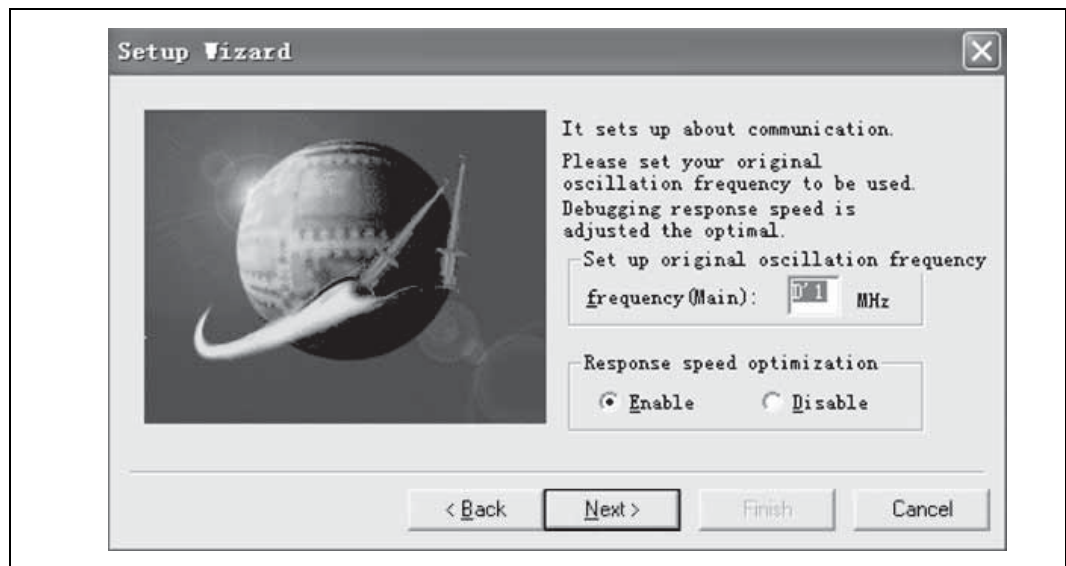 Setup Wizard
It sets up about communication.
Please set your original
oscillation frequency to be used.
Debugging response speed is
adjusted the optimal.
Set up original oscillation frequency
frequency(Main): D'1 MHz
Response speed optimization
Enable Disable
< Back Next > Finish Cancel